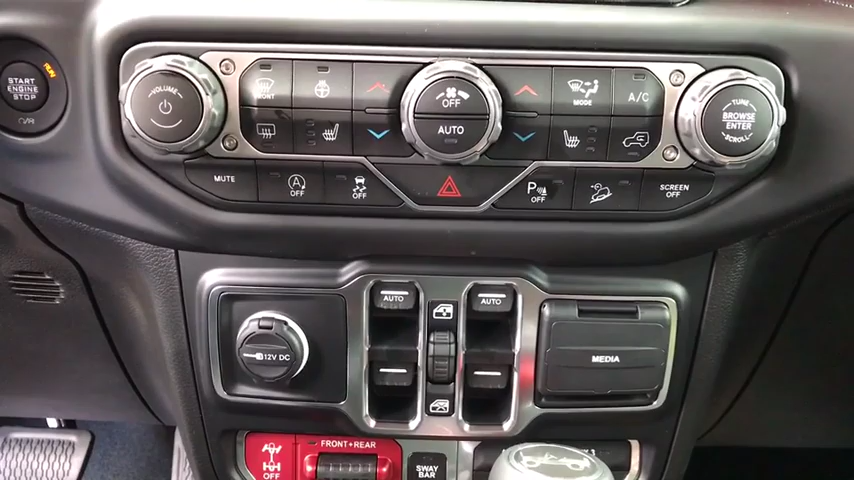 START
ENGINE
STOP
RUN
VOLUME
FRONT
OFF
AUTO
MODE
A/C
TUNE
BROWSE
ENTER
SCROLL
MUTE
A
OFF
OFF
P
OFF
SCREEN
OFF
AUTO
AUTO
12V DC
MEDIA
FRONT+REAR
OFF
SWAY
BAR